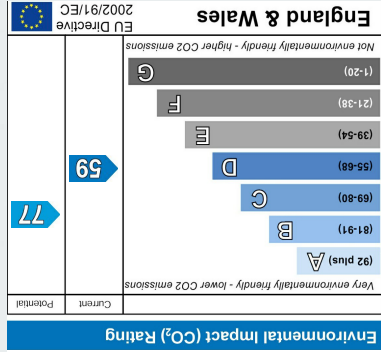 Environmental Impact (CO₂) Rating
Current Potential
Very environmentally friendly - lower CO2 emissions
(92 plus) A
(81-91) B
(69-80) C
(55-68) D
(39-54) E
(21-38) F
(1-20) G
59
77
Not environmentally friendly - higher CO2 emissions
England & Wales
EU Directive
2002/91/EC